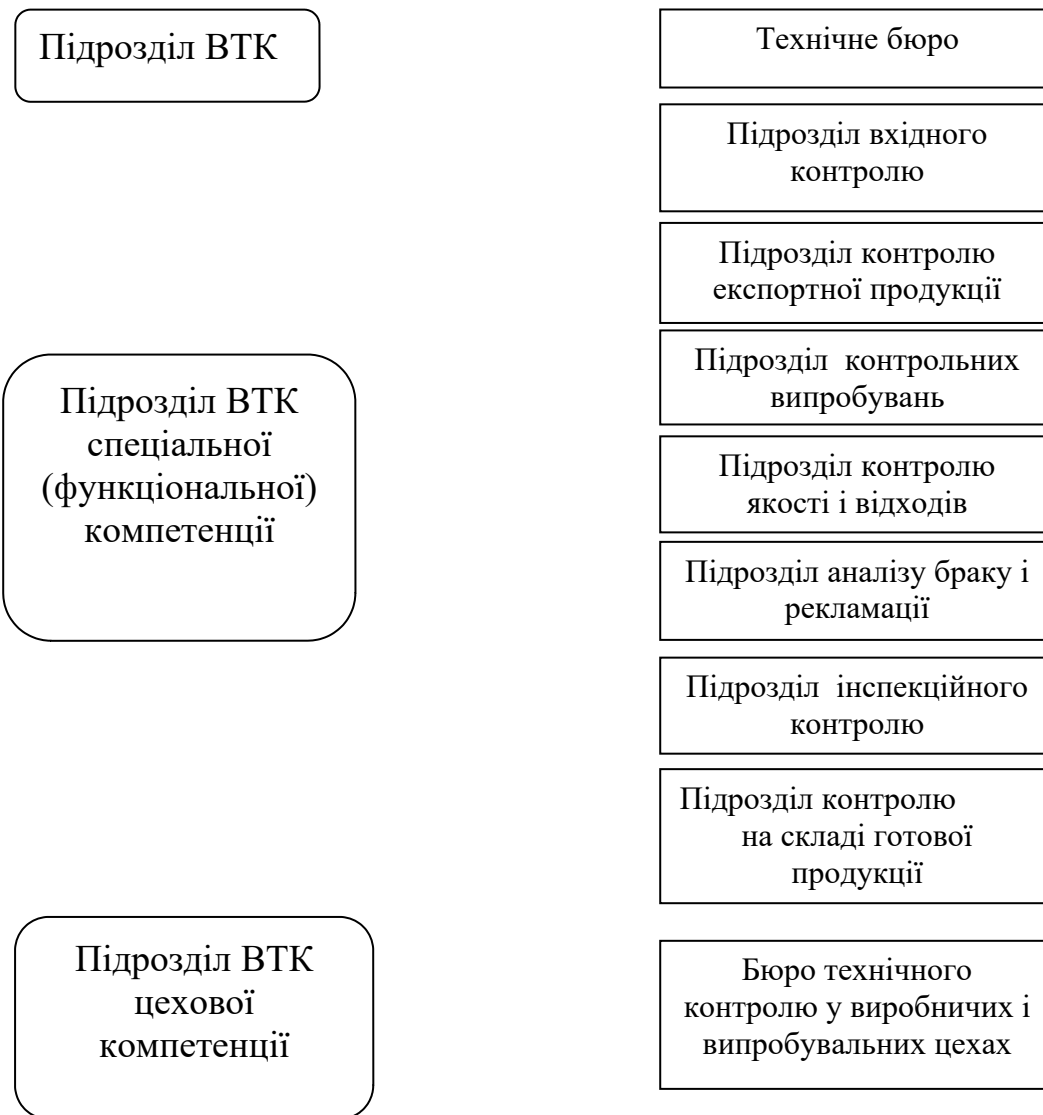 Підрозділ ВТК
Технічне бюро
Підрозділ вхідного
контролю
Підрозділ контролю
експортної продукції
Підрозділ ВТК
спеціальної
(функціональної)
компетенції
Підрозділ контрольних
випробувань
Підрозділ контролю
якості і відходів
Підрозділ аналізу браку і
рекламації
Підрозділ інспекційного
контролю
Підрозділ контролю
на складі готової
продукції
Підрозділ ВТК
цехової
компетенції
Бюро технічного
контролю у виробничих і
випробувальних цехах